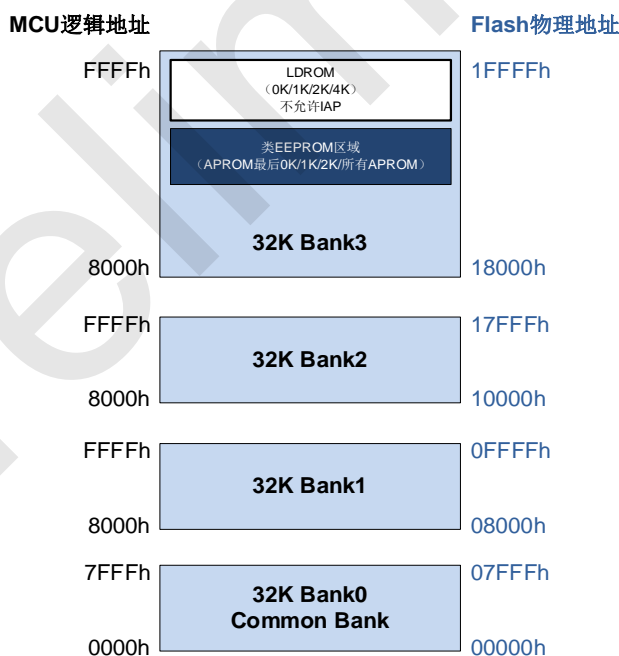 MCU逻辑地址 Flash物理地址
FFFFh 1FFFFh
LDROM
（0K/1K/2K/4K）
不允许IAP
类EEPROM区域
（APROM最后0K/1K/2K/所有APROM）
32K Bank3
8000h 18000h
FFFFh 17FFFh
32K Bank2
8000h 10000h
FFFFh 0FFFFh
32K Bank1
8000h 08000h
7FFFh 07FFFh
32K Bank0
Common Bank
0000h 00000h